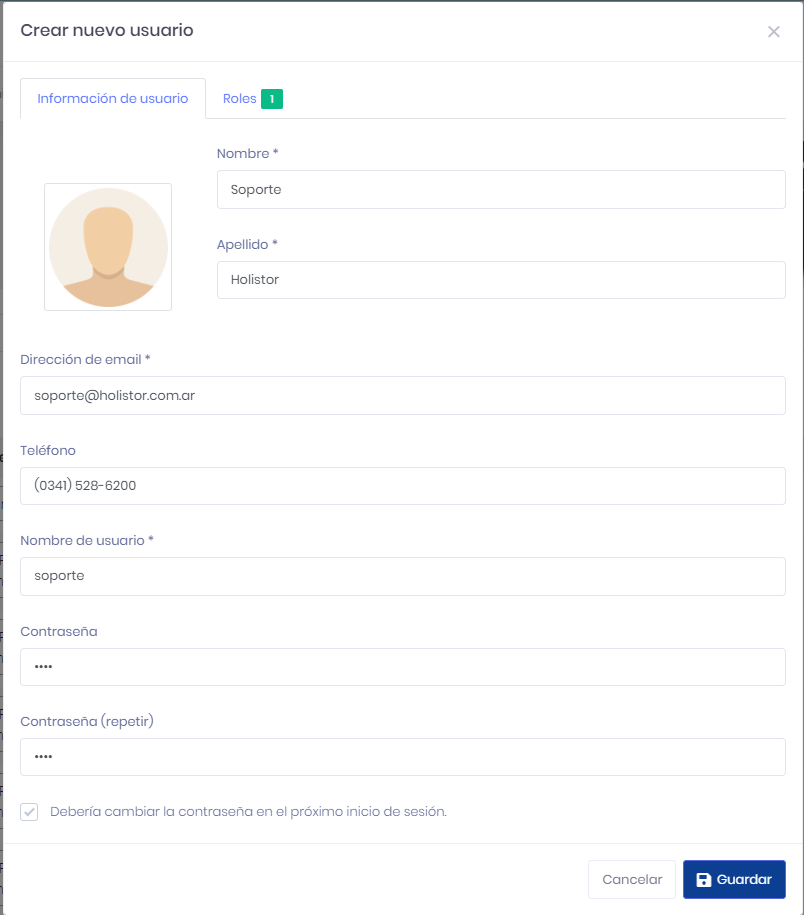 Crear nuevo usuario
×
Información de usuario
Roles 1
Nombre *
Soporte
Apellido *
Holistor
Dirección de email *
soporte@holistor.com.ar
Teléfono
(0341) 528-6200
Nombre de usuario *
soporte
Contraseña
••••
Contraseña (repetir)
••••
Debería cambiar la contraseña en el próximo inicio de sesión.
Cancelar
Guardar